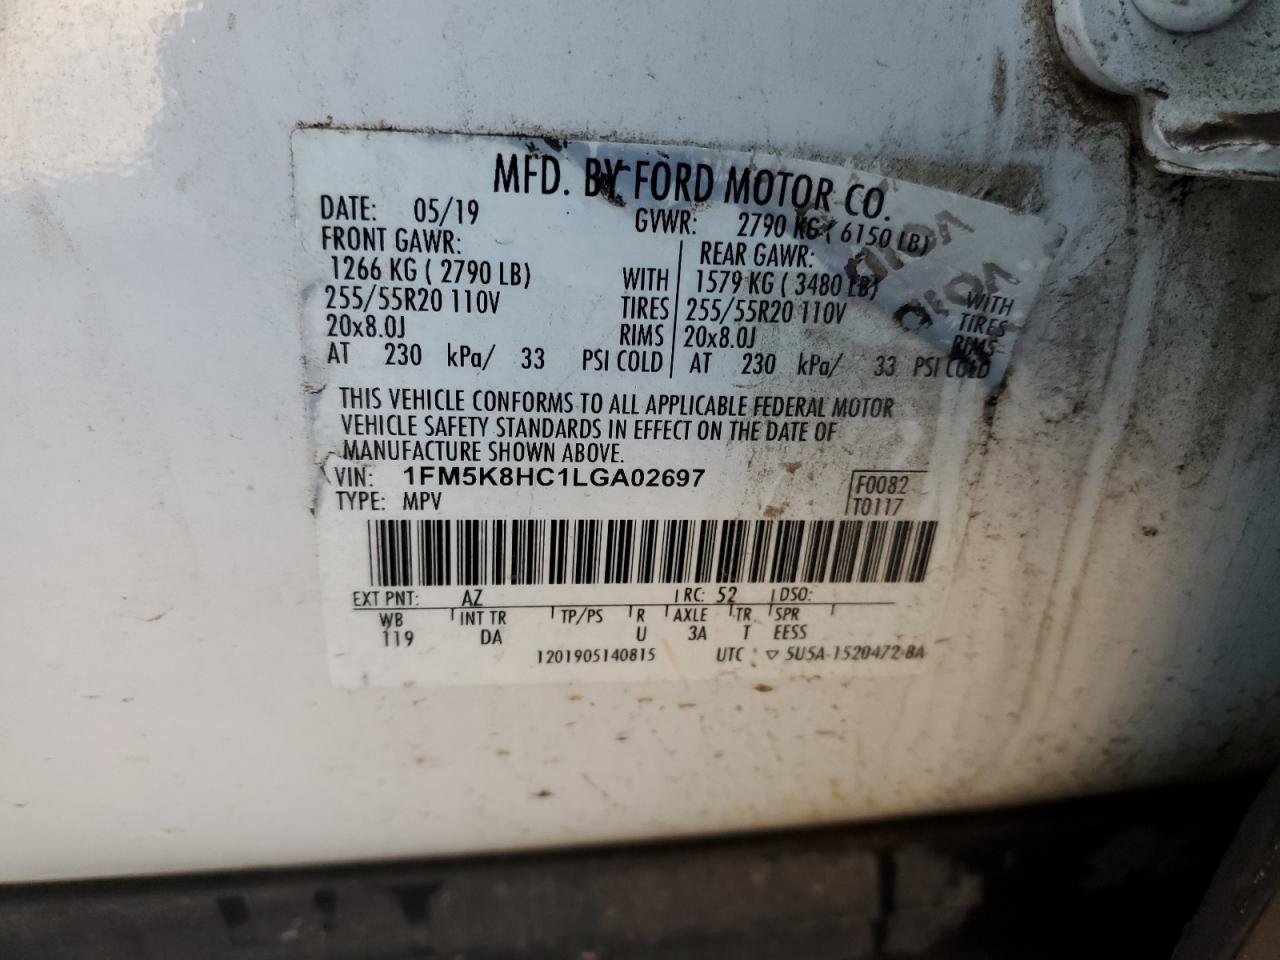 MFD. BY FORD MOTOR CO.
DATE: 05/19 GVWR: 2790 KG ( 6150 LB)
FRONT GAWR: REAR GAWR:
1266 KG ( 2790 LB) WITH 1579 KG ( 3480 LB) WITH
255/55R20 110V TIRES 255/55R20 110V TIRES
20x8.0J RIMS 20x8.0J RIMS
AT 230 kPa/ 33 PSI COLD AT 230 kPa/ 33 PSI COLD
VOID
VOID
THIS VEHICLE CONFORMS TO ALL APPLICABLE FEDERAL MOTOR
VEHICLE SAFETY STANDARDS IN EFFECT ON THE DATE OF
MANUFACTURE SHOWN ABOVE.
VIN: 1FM5K8HC1LGA02697 F0082
TYPE: MPV T0117
EXT PNT: AZ RC: 52 DSO:
WB INT TR TP/PS R AXLE TR SPR
119 DA U 3A T EESS
1201905140815 UTC ▽ 5U5A-1520472-BA